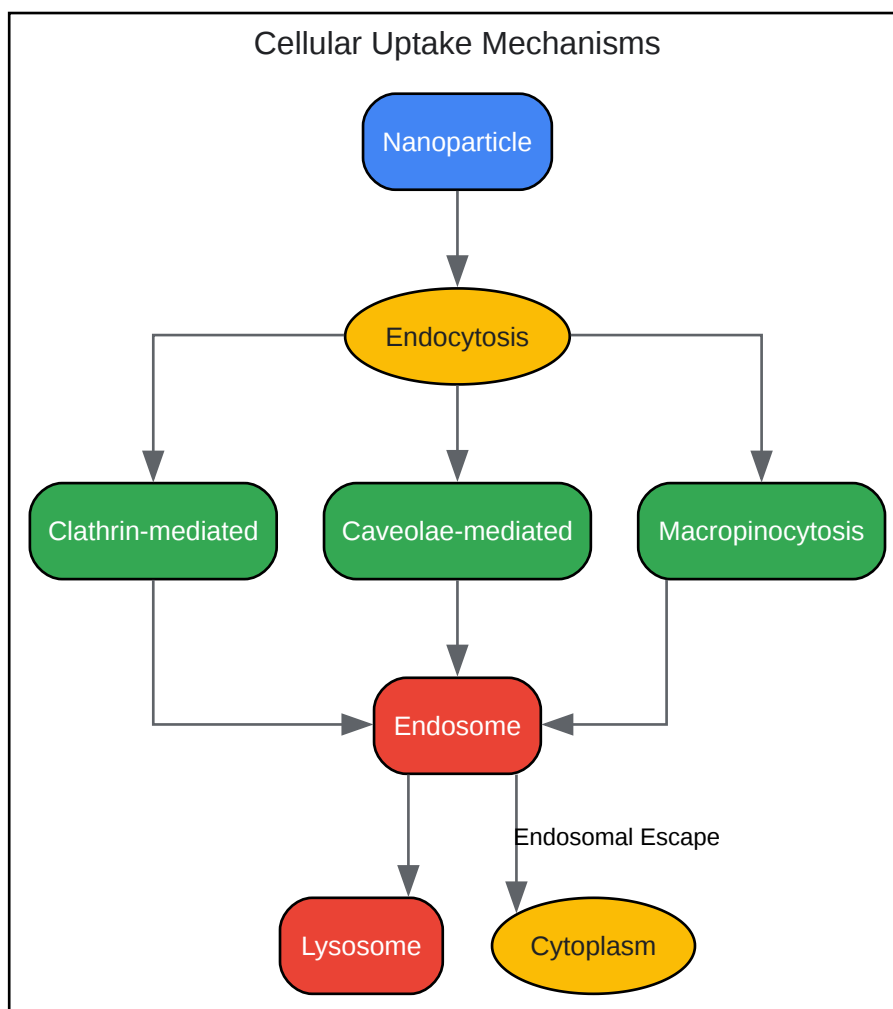 Cellular Uptake Mechanisms
Nanoparticle
Endocytosis
Clathrin-mediated
Caveolae-mediated
Macropinocytosis
Endosome
Endosomal Escape
Lysosome
Cytoplasm